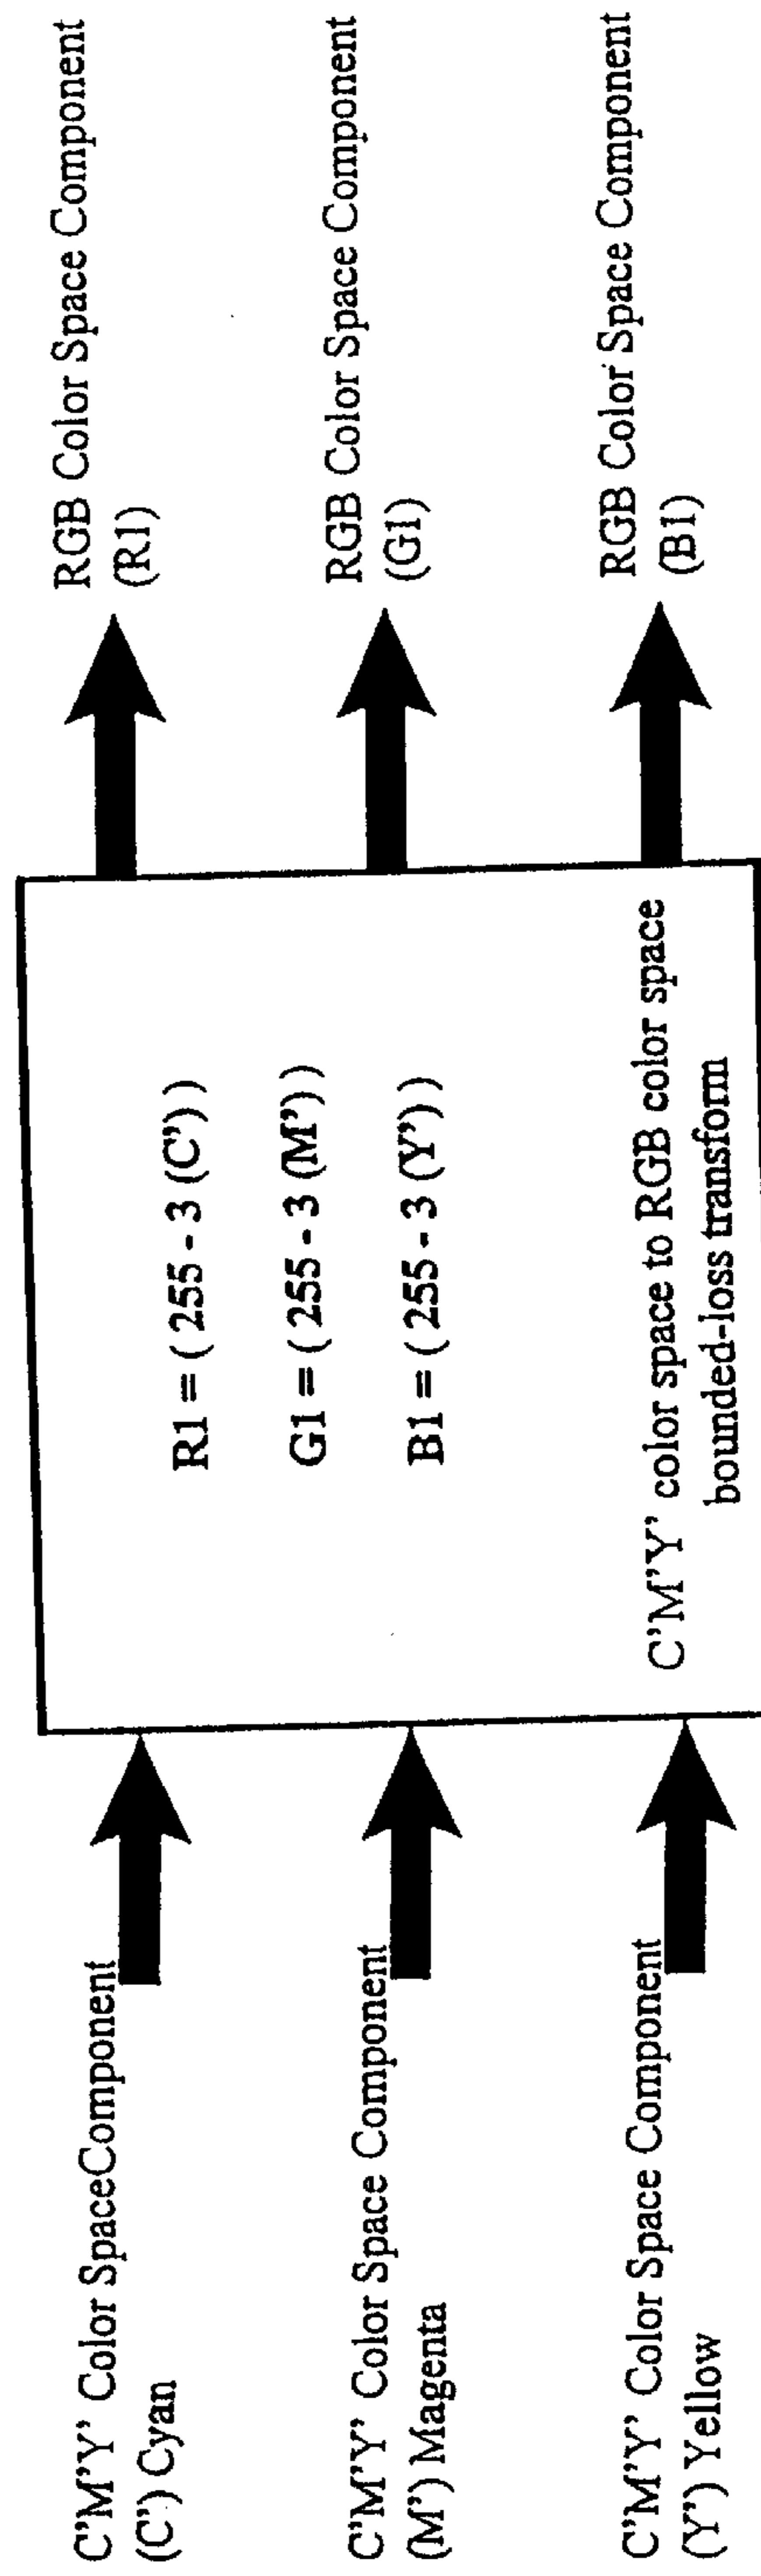 C'M'Y' Color SpaceComponent
(C') Cyan
C'M'Y' Color Space Component
(M') Magenta
C'M'Y' Color Space Component
(Y') Yellow
R1 = ( 255 - 3 (C') )
G1 = ( 255 - 3 (M') )
B1 = ( 255 - 3 (Y') )
C'M'Y' color space to RGB color space
bounded-loss transform
RGB Color Space Component
(R1)
RGB Color Space Component
(G1)
RGB Color Space Component
(B1)